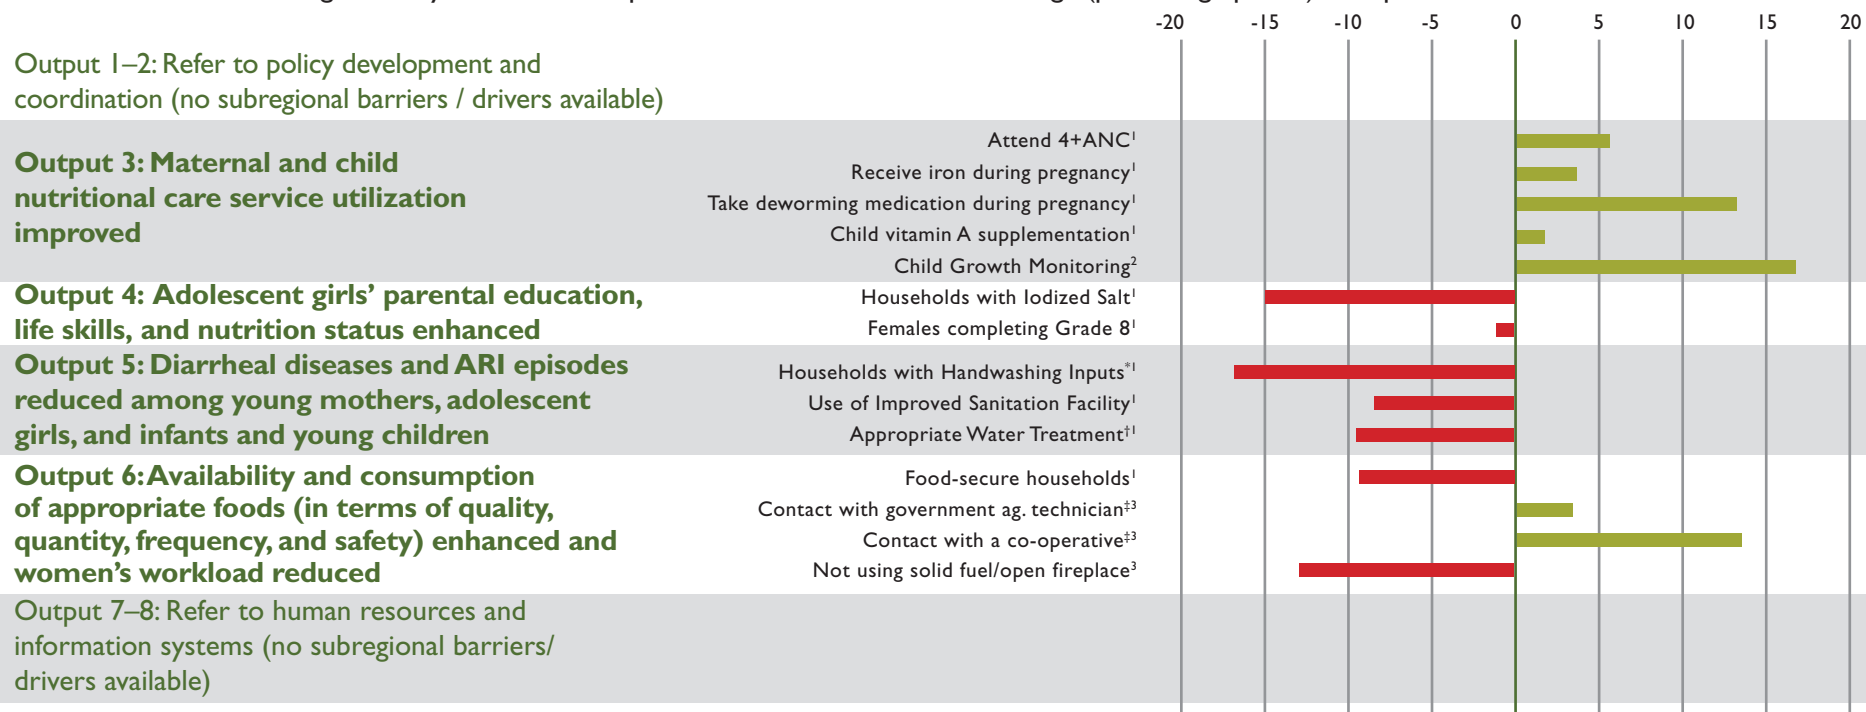 -20 -15 -10 -5 0 5 10 15 20
Output 1–2: Refer to policy development and
coordination (no subregional barriers / drivers available)
Output 3: Maternal and child
nutritional care service utilization
improved
Attend 4+ANC¹
Receive iron during pregnancy¹
Take deworming medication during pregnancy¹
Child vitamin A supplementation¹
Child Growth Monitoring²
Output 4: Adolescent girls’ parental education,
life skills, and nutrition status enhanced
Households with Iodized Salt¹
Females completing Grade 8¹
Output 5: Diarrheal diseases and ARI episodes
reduced among young mothers, adolescent
girls, and infants and young children
Households with Handwashing Inputs*¹
Use of Improved Sanitation Facility¹
Appropriate Water Treatment†¹
Output 6: Availability and consumption
of appropriate foods (in terms of quality,
quantity, frequency, and safety) enhanced and
women’s workload reduced
Food-secure households¹
Contact with government ag. technician‡³
Contact with a co-operative‡³
Not using solid fuel/open fireplace³
Output 7–8: Refer to human resources and
information systems (no subregional barriers/
drivers available)